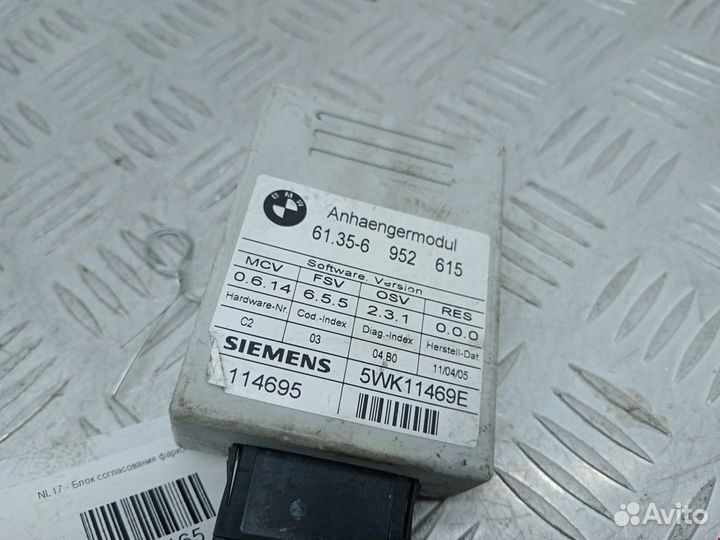 BMW
Anhaengermodul
61.35-6 952 615
Software. Version
MCV FSV OSV RES
0.6.14 6.5.5 2.3.1 0.0.0
Hardware-Nr. Cod.-Index Diag.-Index Herstell-Dat
C2 03 04,B0 11/04/05
SIEMENS
114695
5WK11469E
NL17 - Блок согласования фарко
165
Avito